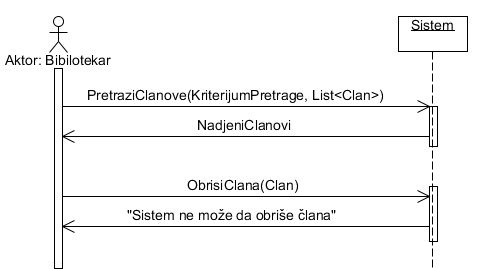 Sistem
Aktor: Bibilotekar
PretraziClanove(KriterijumPretrage, List<Clan>)
NadjeniClanovi
ObrisiClana(Clan)
"Sistem ne može da obriše člana"